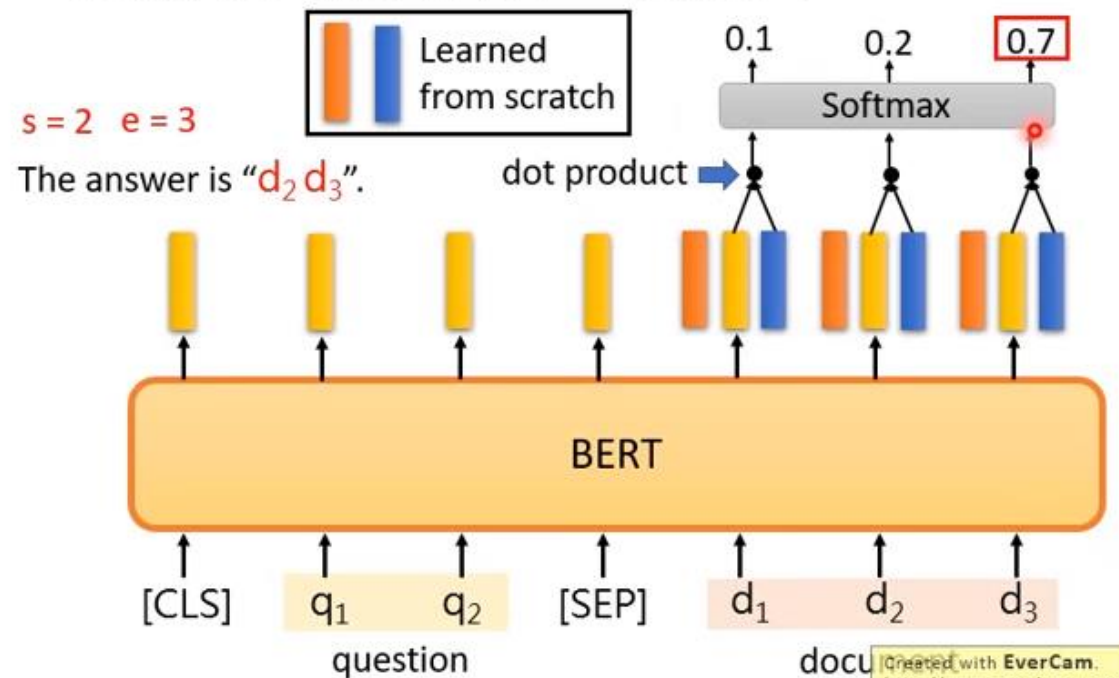 Learned
from scratch
0.1 0.2 0.7
Softmax
s = 2 e = 3
The answer is “d₂ d₃”.
dot product
BERT
[CLS] q₁ q₂ [SEP] d₁ d₂ d₃
question
Created with EverCam.